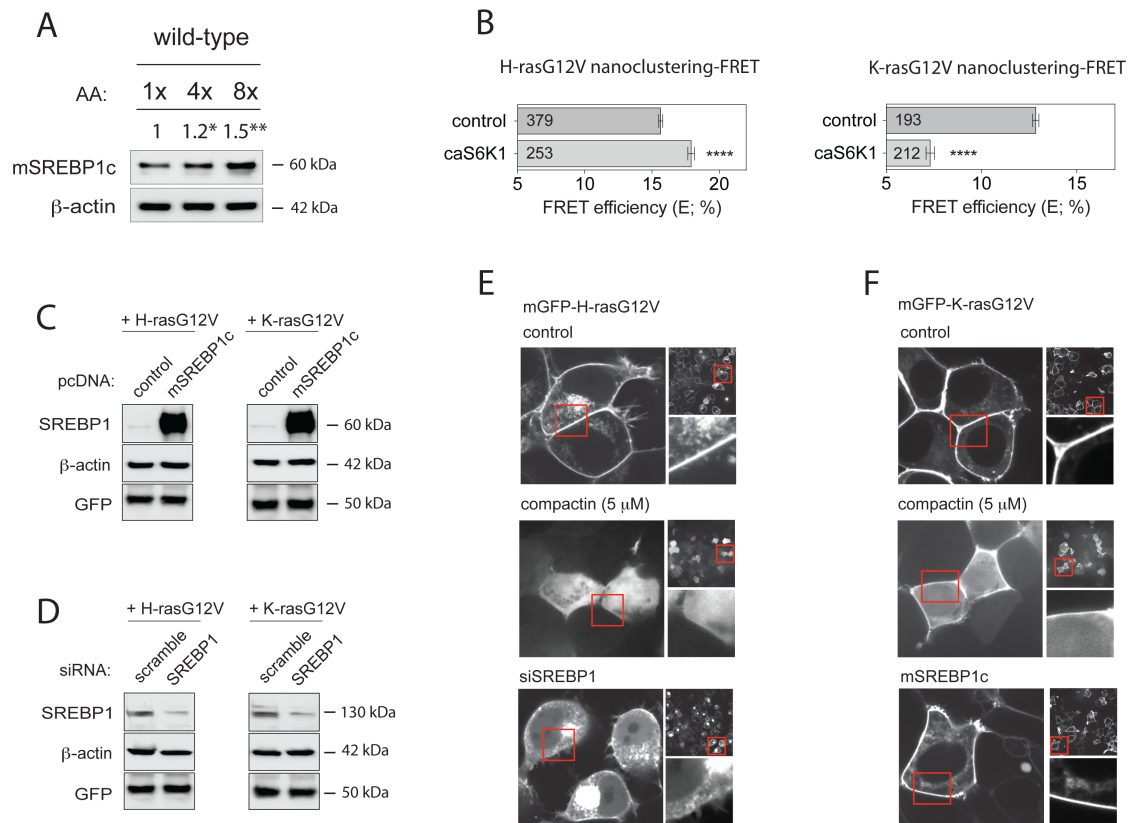 A
wild-type
AA: 1x 4x 8x
1 1.2* 1.5**
mSREBP1c – 60 kDa
β-actin – 42 kDa
B
H-rasG12V nanoclustering-FRET
control 379
caS6K1 253 ****
5 10 15 20
FRET efficiency (E; %)
K-rasG12V nanoclustering-FRET
control 193
caS6K1 212 ****
5 10 15
FRET efficiency (E; %)
C
+ H-rasG12V + K-rasG12V
pcDNA: control mSREBP1c control mSREBP1c
SREBP1 – 60 kDa
β-actin – 42 kDa
GFP – 50 kDa
D
+ H-rasG12V + K-rasG12V
siRNA: scramble SREBP1 scramble SREBP1
SREBP1 – 130 kDa
β-actin – 42 kDa
GFP – 50 kDa
E
mGFP-H-rasG12V
control
compactin (5 μM)
siSREBP1
F
mGFP-K-rasG12V
control
compactin (5 μM)
mSREBP1c